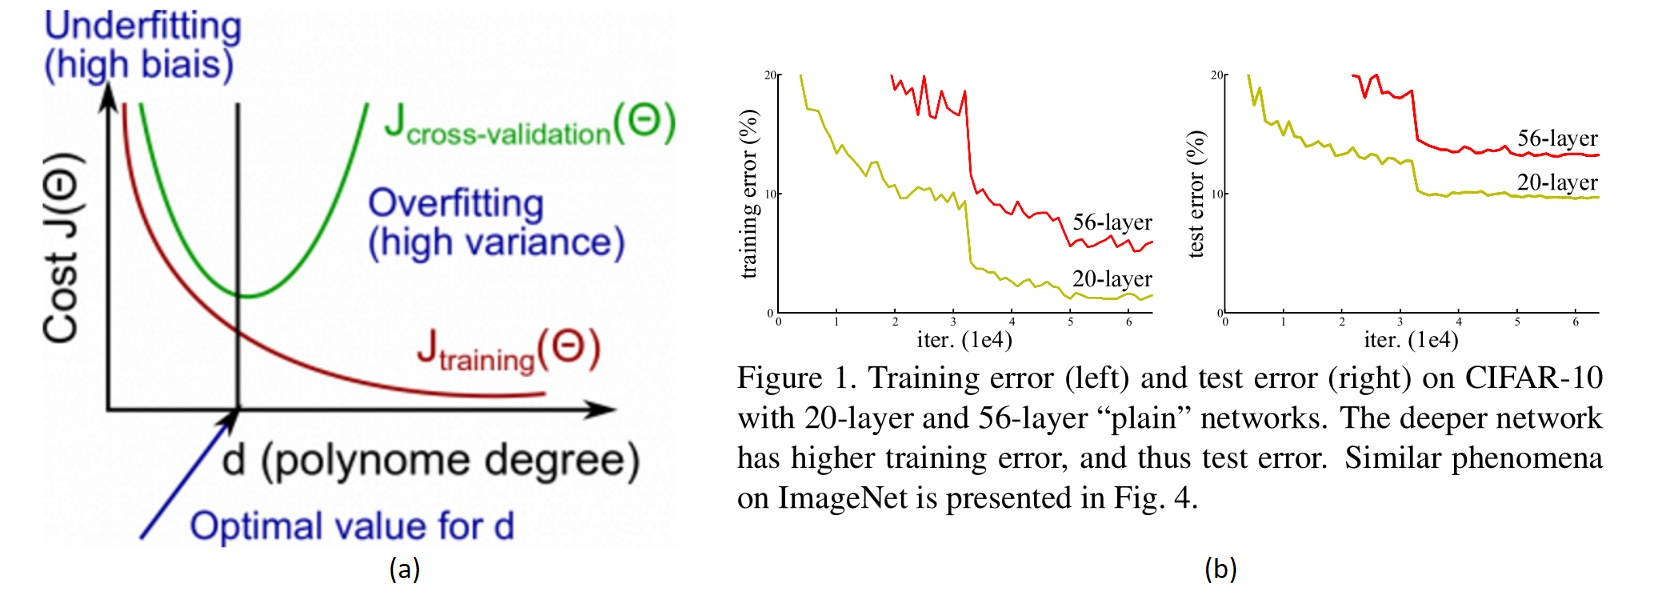 Underfitting
(high biais)
Cost J(Θ)
Jcross-validation(Θ)
Overfitting
(high variance)
Jtraining(Θ)
d (polynome degree)
Optimal value for d
(a)
20
10
0
training error (%)
0 1 2 3 4 5 6
iter. (1e4)
56-layer
20-layer
20
10
0
test error (%)
0 1 2 3 4 5 6
iter. (1e4)
56-layer
20-layer
Figure 1. Training error (left) and test error (right) on CIFAR-10
with 20-layer and 56-layer “plain” networks. The deeper network
has higher training error, and thus test error. Similar phenomena
on ImageNet is presented in Fig. 4.
(b)